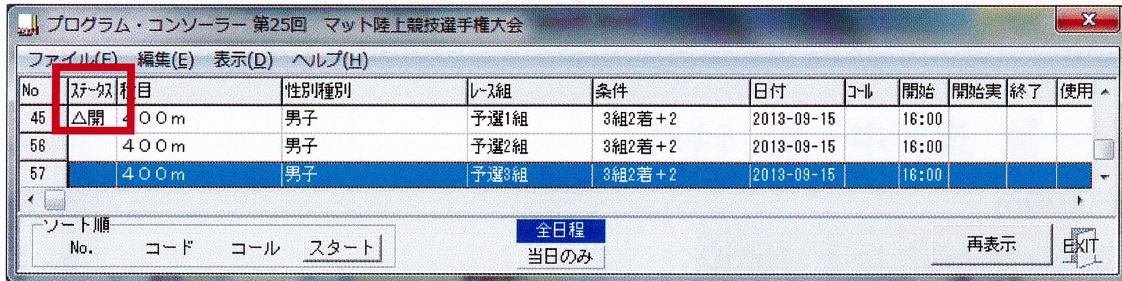 プログラム・コンソーラー 第25回 マット陸上競技選手権大会
ファイル(F) 編集(E) 表示(D) ヘルプ(H)
No ステータス 種目 性別種別 レース組 条件 日付 コール 開始 開始実 終了 使用
45 △開 400m 男子 予選1組 3組2着+2 2013-09-15 16:00
56 400m 男子 予選2組 3組2着+2 2013-09-15 16:00
57 400m 男子 予選3組 3組2着+2 2013-09-15 16:00
ソート順
No. コード コール スタート
全日程
当日のみ
再表示
EXIT